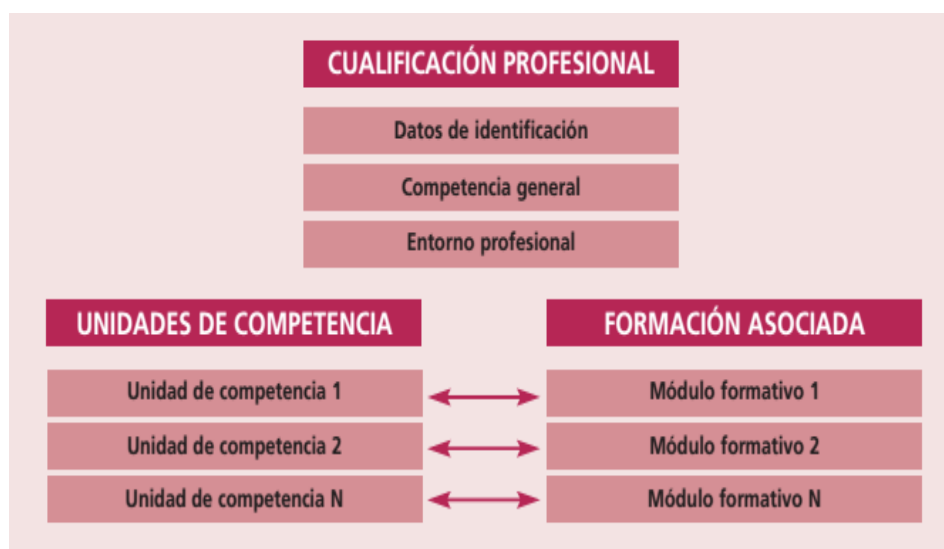 CUALIFICACIÓN PROFESIONAL
Datos de identificación
Competencia general
Entorno profesional
UNIDADES DE COMPETENCIA
Unidad de competencia 1
Unidad de competencia 2
Unidad de competencia N
FORMACIÓN ASOCIADA
Módulo formativo 1
Módulo formativo 2
Módulo formativo N